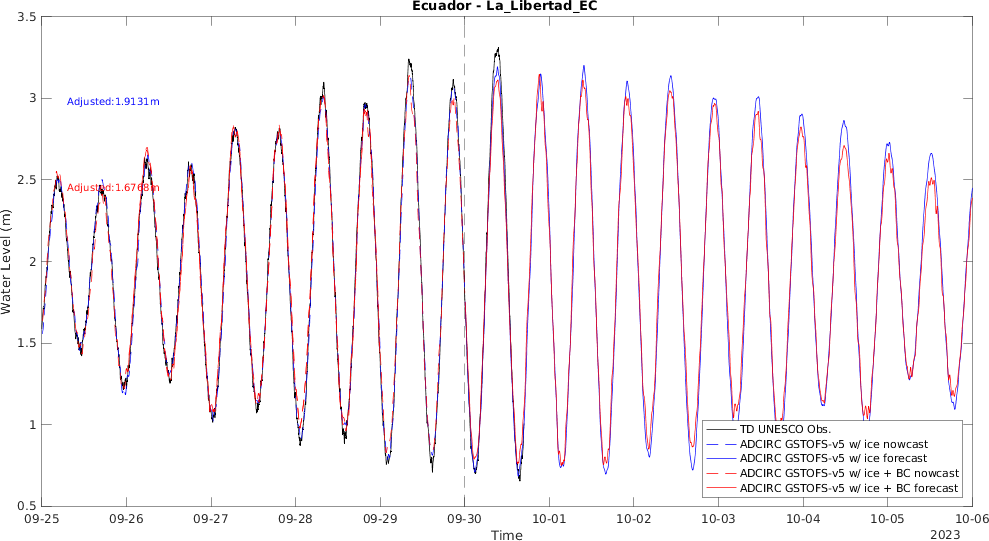 Ecuador - La_Libertad_EC
3.5
3
2.5
2
1.5
1
0.5
Water Level (m)
Adjusted:1.9131m
Adjusted:1.6768m
TD UNESCO Obs.
ADCIRC GSTOFS-v5 w/ ice nowcast
ADCIRC GSTOFS-v5 w/ ice forecast
ADCIRC GSTOFS-v5 w/ ice + BC nowcast
ADCIRC GSTOFS-v5 w/ ice + BC forecast
09-25 09-26 09-27 09-28 09-29 09-30 10-01 10-02 10-03 10-04 10-05 10-06
Time
2023